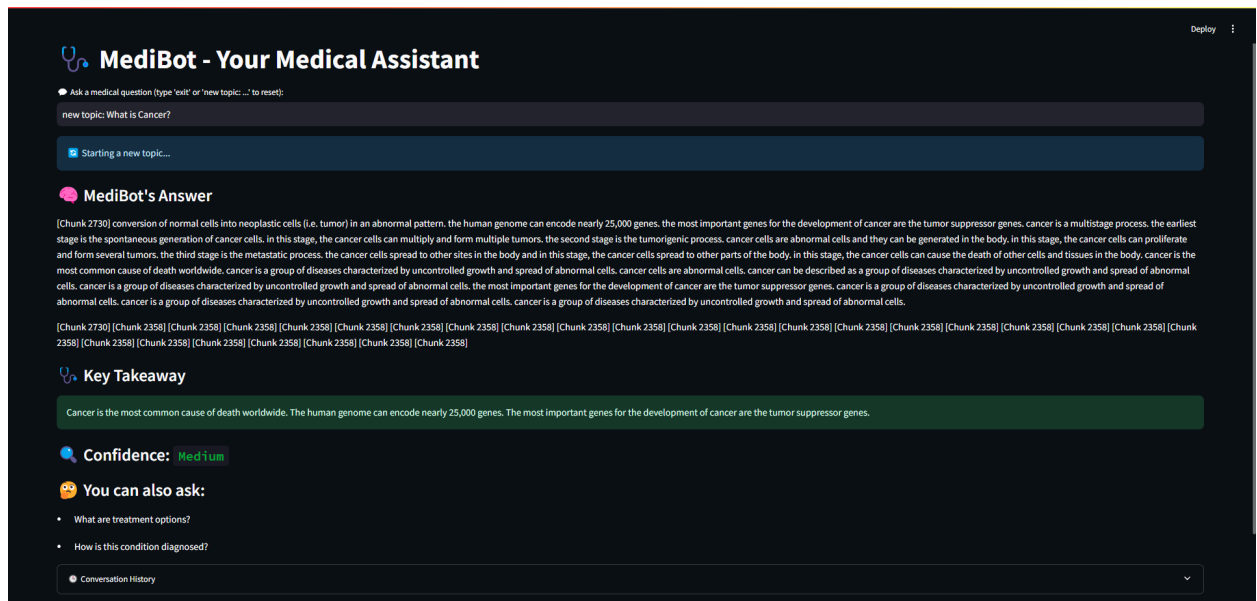 Deploy
MediBot - Your Medical Assistant
Ask a medical question (type 'exit' or 'new topic: ...' to reset):
new topic: What is Cancer?
Starting a new topic...
MediBot's Answer
[Chunk 2730] conversion of normal cells into neoplastic cells (i.e. tumor) in an abnormal pattern. the human genome can encode nearly 25,000 genes. the most important genes for the development of cancer are the tumor suppressor genes. cancer is a multistage process. the earliest
stage is the spontaneous generation of cancer cells. in this stage, the cancer cells can multiply and form multiple tumors. the second stage is the tumorigenic process. cancer cells are abnormal cells and they can be generated in the body. in this stage, the cancer cells can proliferate
and form several tumors. the third stage is the metastatic process. the cancer cells spread to other sites in the body and in this stage, the cancer cells spread to other parts of the body. in this stage, the cancer cells can cause the death of other cells and tissues in the body. cancer is the
most common cause of death worldwide. cancer is a group of diseases characterized by uncontrolled growth and spread of abnormal cells. cancer cells are abnormal cells. cancer can be described as a group of diseases characterized by uncontrolled growth and spread of abnormal
cells. cancer is a group of diseases characterized by uncontrolled growth and spread of abnormal cells. the most important genes for the development of cancer are the tumor suppressor genes. cancer is a group of diseases characterized by uncontrolled growth and spread of
abnormal cells. cancer is a group of diseases characterized by uncontrolled growth and spread of abnormal cells. cancer is a group of diseases characterized by uncontrolled growth and spread of abnormal cells.
[Chunk 2730] [Chunk 2358] [Chunk 2358] [Chunk 2358] [Chunk 2358] [Chunk 2358] [Chunk 2358] [Chunk 2358] [Chunk 2358] [Chunk 2358] [Chunk 2358] [Chunk 2358] [Chunk 2358] [Chunk 2358] [Chunk 2358] [Chunk 2358] [Chunk 2358] [Chunk 2358] [Chunk 2358] [Chunk 2358] [Chunk
2358] [Chunk 2358] [Chunk 2358] [Chunk 2358] [Chunk 2358] [Chunk 2358] [Chunk 2358] [Chunk 2358]
Key Takeaway
Cancer is the most common cause of death worldwide. The human genome can encode nearly 25,000 genes. The most important genes for the development of cancer are the tumor suppressor genes.
Confidence: Medium
You can also ask:
• What are treatment options?
• How is this condition diagnosed?
Conversation History